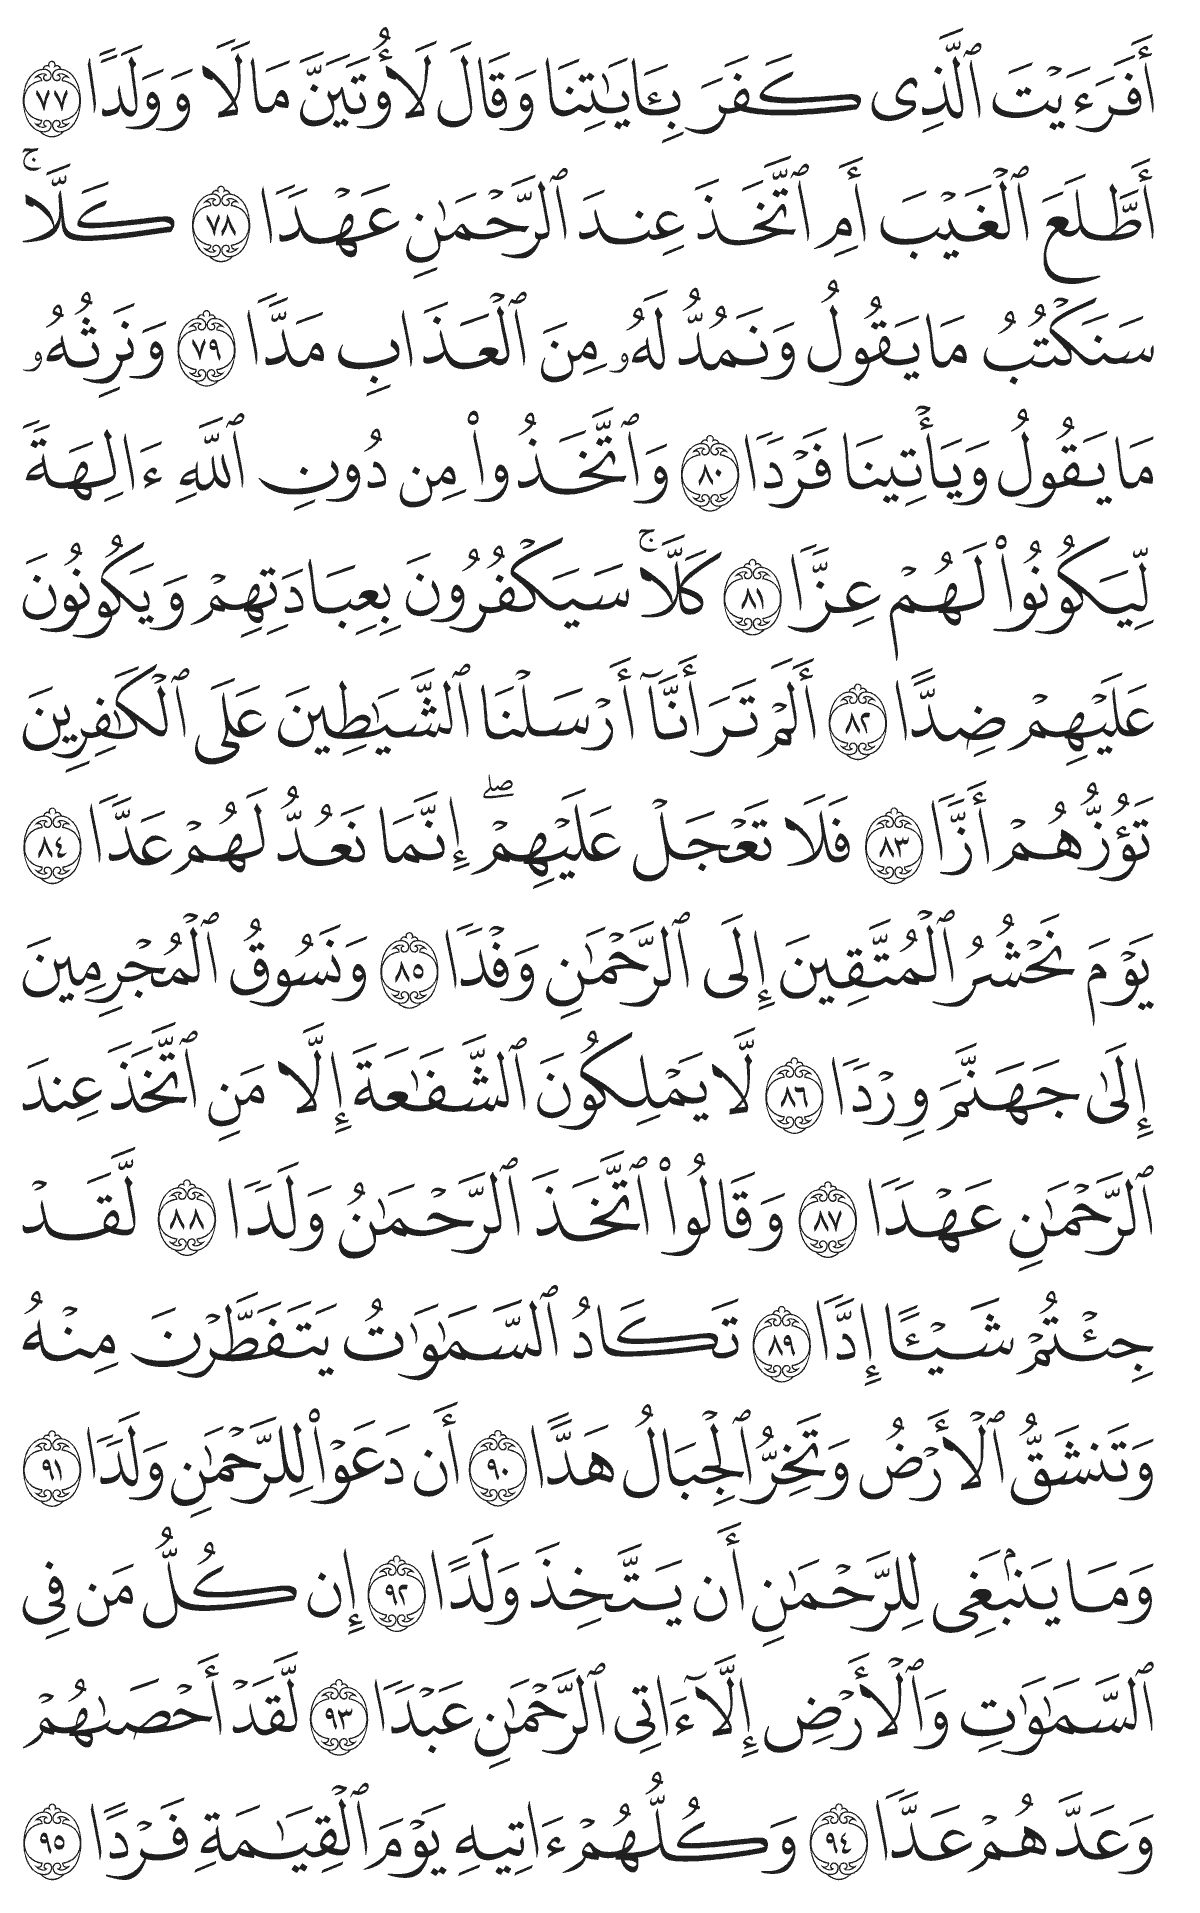 أَفَرَءَيْتَ ٱلَّذِى كَفَرَ بِـَٔايَـٰتِنَا وَقَالَ لَأُوتَيَنَّ مَالًا وَوَلَدًا ٧٧
أَطَّلَعَ ٱلْغَيْبَ أَمِ ٱتَّخَذَ عِندَ ٱلرَّحْمَـٰنِ عَهْدًا ٧٨ كَلَّا ۚ
سَنَكْتُبُ مَا يَقُولُ وَنَمُدُّ لَهُۥ مِنَ ٱلْعَذَابِ مَدًّا ٧٩ وَنَرِثُهُۥ
مَا يَقُولُ وَيَأْتِينَا فَرْدًا ٨٠ وَٱتَّخَذُوا۟ مِن دُونِ ٱللَّهِ ءَالِهَةً
لِّيَكُونُوا۟ لَهُمْ عِزًّا ٨١ كَلَّا ۚ سَيَكْفُرُونَ بِعِبَادَتِهِمْ وَيَكُونُونَ
عَلَيْهِمْ ضِدًّا ٨٢ أَلَمْ تَرَ أَنَّآ أَرْسَلْنَا ٱلشَّيَـٰطِينَ عَلَى ٱلْكَـٰفِرِينَ
تَؤُزُّهُمْ أَزًّا ٨٣ فَلَا تَعْجَلْ عَلَيْهِمْ ۖ إِنَّمَا نَعُدُّ لَهُمْ عَدًّا ٨٤
يَوْمَ نَحْشُرُ ٱلْمُتَّقِينَ إِلَى ٱلرَّحْمَـٰنِ وَفْدًا ٨٥ وَنَسُوقُ ٱلْمُجْرِمِينَ
إِلَىٰ جَهَنَّمَ وِرْدًا ٨٦ لَّا يَمْلِكُونَ ٱلشَّفَـٰعَةَ إِلَّا مَنِ ٱتَّخَذَ عِندَ
ٱلرَّحْمَـٰنِ عَهْدًا ٨٧ وَقَالُوا۟ ٱتَّخَذَ ٱلرَّحْمَـٰنُ وَلَدًا ٨٨ لَّقَدْ
جِئْتُمْ شَيْـًٔا إِدًّا ٨٩ تَكَادُ ٱلسَّمَـٰوَٰتُ يَتَفَطَّرْنَ مِنْهُ
وَتَنشَقُّ ٱلْأَرْضُ وَتَخِرُّ ٱلْجِبَالُ هَدًّا ٩٠ أَن دَعَوْا۟ لِلرَّحْمَـٰنِ وَلَدًا ٩١
وَمَا يَنۢبَغِى لِلرَّحْمَـٰنِ أَن يَتَّخِذَ وَلَدًا ٩٢ إِن كُلُّ مَن فِى
ٱلسَّمَـٰوَٰتِ وَٱلْأَرْضِ إِلَّآ ءَاتِى ٱلرَّحْمَـٰنِ عَبْدًا ٩٣ لَّقَدْ أَحْصَىٰهُمْ
وَعَدَّهُمْ عَدًّا ٩٤ وَكُلُّهُمْ ءَاتِيهِ يَوْمَ ٱلْقِيَـٰمَةِ فَرْدًا ٩٥